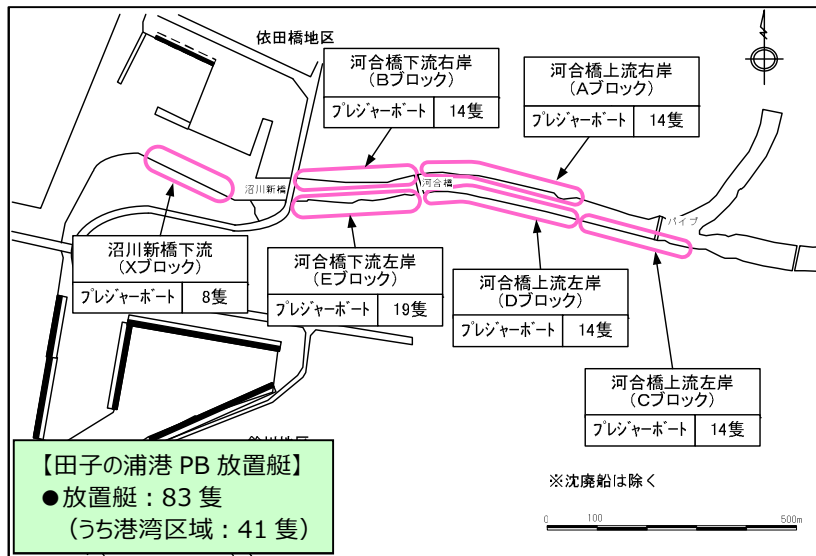 依田橋地区
河合橋下流右岸
(Bブロック)
プレジャーボート 14隻
河合橋上流右岸
(Aブロック)
プレジャーボート 14隻
沼川新橋
河合橋
パイプ
沼川新橋下流
(Xブロック)
プレジャーボート 8隻
河合橋下流左岸
(Eブロック)
プレジャーボート 19隻
河合橋上流左岸
(Dブロック)
プレジャーボート 14隻
河合橋上流左岸
(Cブロック)
プレジャーボート 14隻
【田子の浦港 PB 放置艇】
●放置艇:83 隻
(うち港湾区域:41 隻)
※沈廃船は除く
0 100 500m